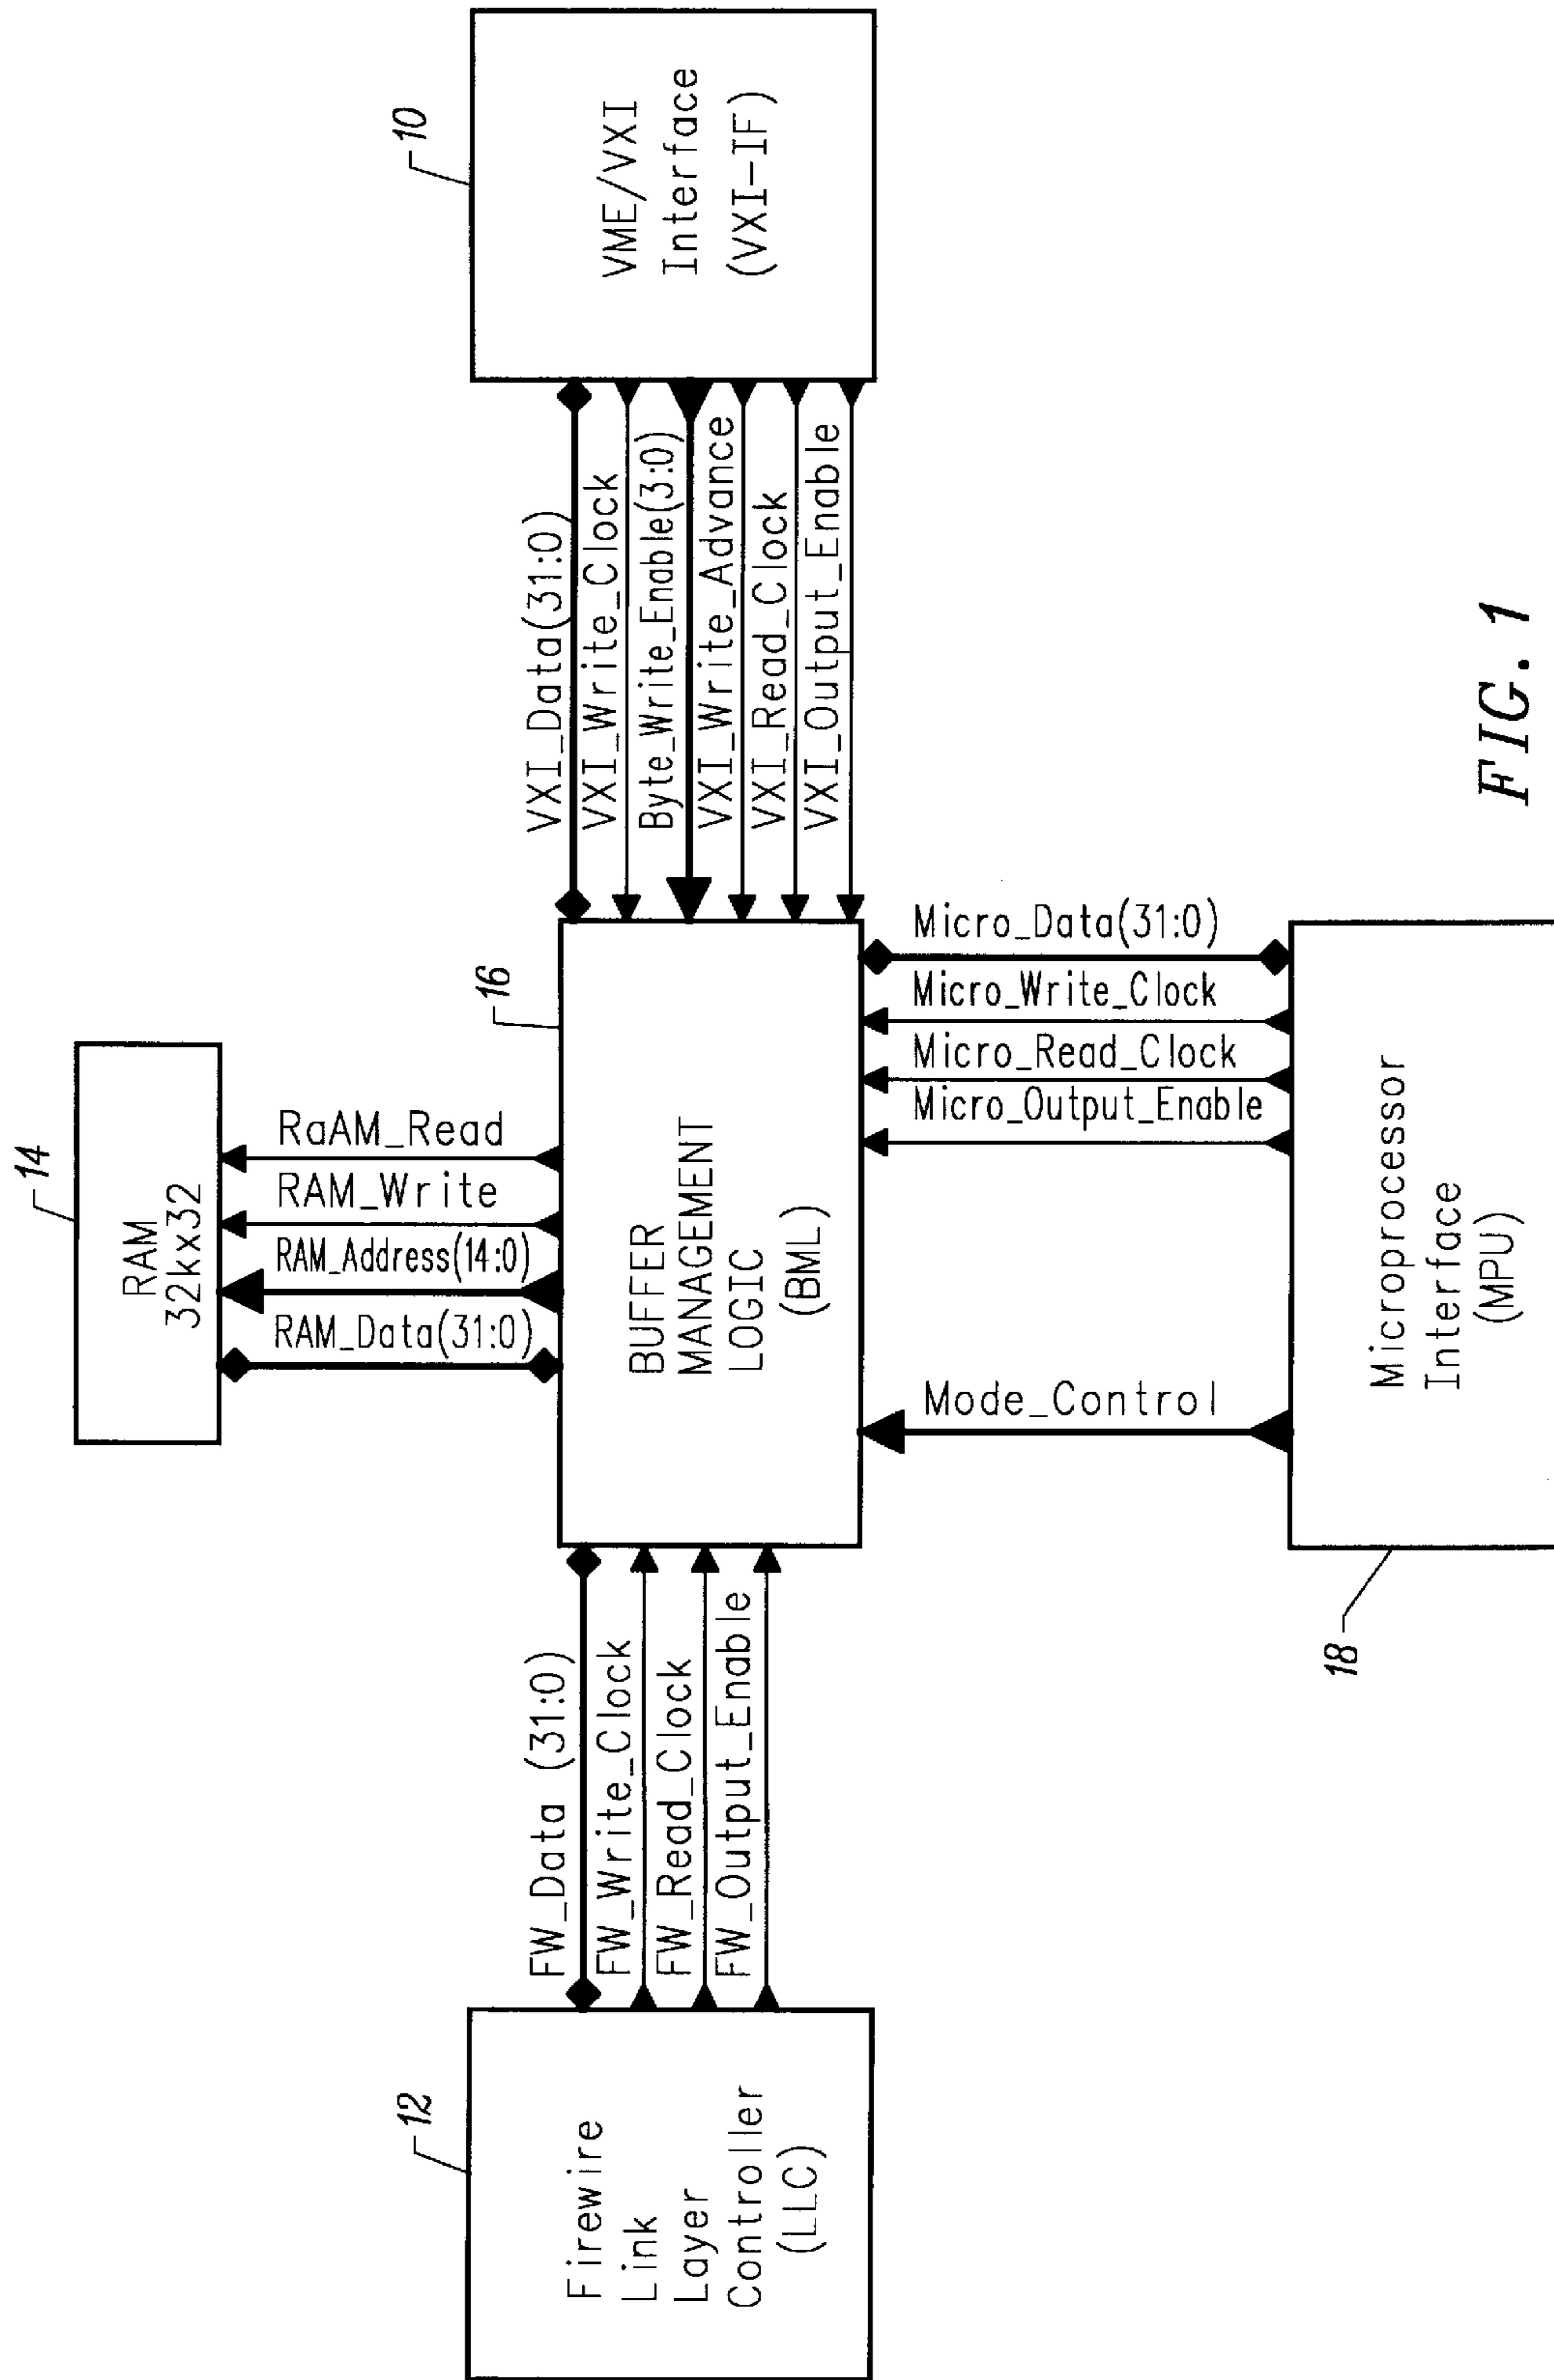 14
RAM
32kx32
RaAM_Read
RAM_Write
RAM_Address(14:0)
RAM_Data(31:0)
12
Firewire
Link
Layer
Controller
(LLC)
FW_Data (31:0)
FW_Write_Clock
FW_Read_Clock
FW_Output_Enable
16
BUFFER
MANAGEMENT
LOGIC
(BML)
VXI_Data(31:0)
VXI_Write_Clock
Byte_Write_Enable(3:0)
VXI_Write_Advance
VXI_Read_Clock
VXI_Output_Enable
10
VME/VXI
Interface
(VXI-IF)
Mode_Control
Micro_Data(31:0)
Micro_Write_Clock
Micro_Read_Clock
Micro_Output_Enable
18
Microprocessor
Interface
(MPU)
FIG. 1